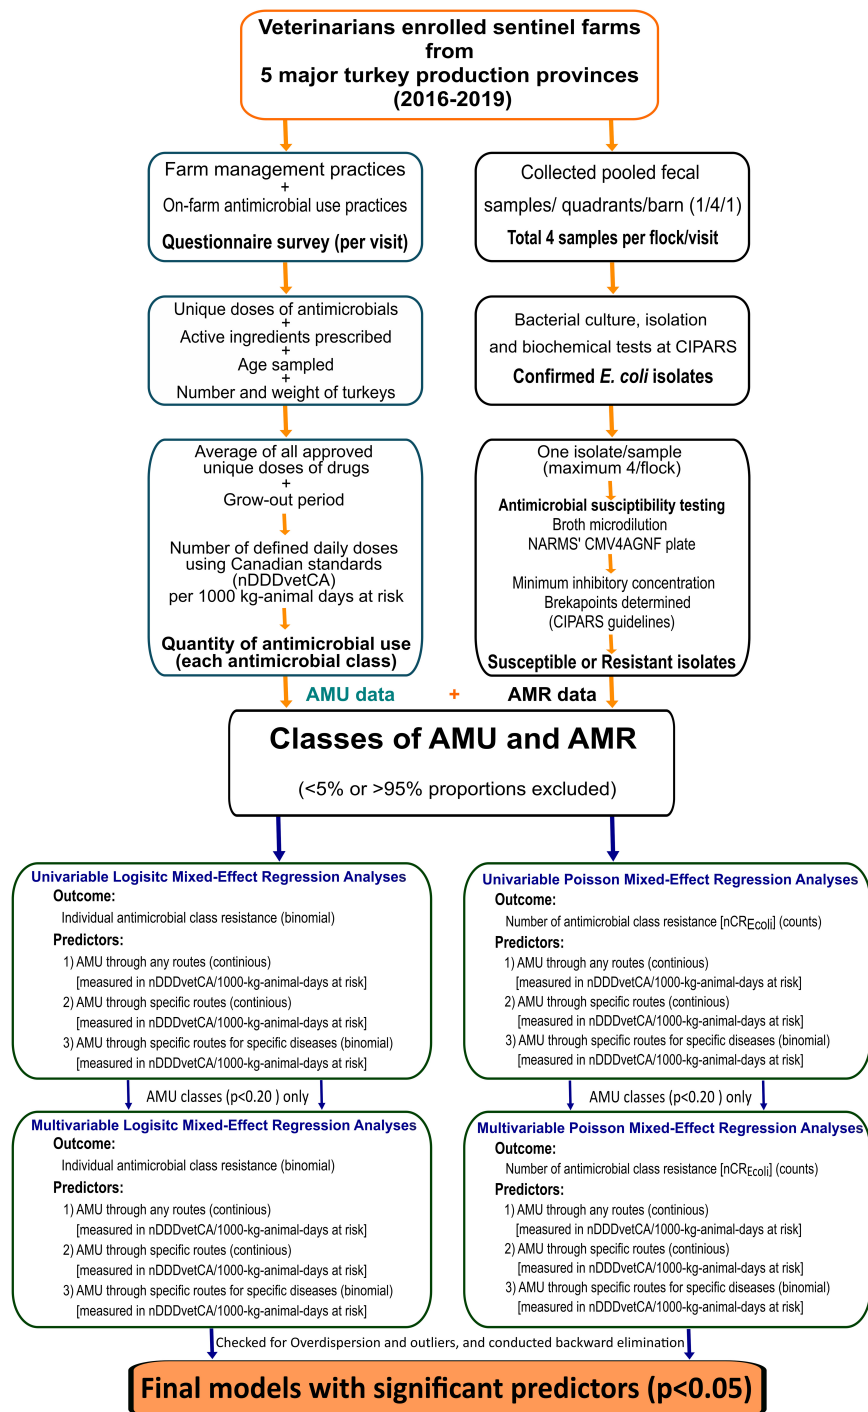 Veterinarians enrolled sentinel farms
from
5 major turkey production provinces
(2016-2019)
Farm management practices
+
On-farm antimicrobial use practices
Questionnaire survey (per visit)
Collected pooled fecal
samples/ quadrants/barn (1/4/1)
Total 4 samples per flock/visit
Unique doses of antimicrobials
+
Active ingredients prescribed
+
Age sampled
+
Number and weight of turkeys
Bacterial culture, isolation
and biochemical tests at CIPARS
Confirmed E. coli isolates
Average of all approved
unique doses of drugs
+
Grow-out period
Number of defined daily doses
using Canadian standards
(nDDDvetCA)
per 1000 kg-animal days at risk
Quantity of antimicrobial use
(each antimicrobial class)
One isolate/sample
(maximum 4/flock)
Antimicrobial susciptibility testing
Broth microdilution
NARMS' CMV4AGNF plate
Minimum inhibitory concentration
Brekapoints determined
(CIPARS guidelines)
Susceptible or Resistant isolates
AMU data + AMR data
Classes of AMU and AMR
(<5% or >95% proportions excluded)
Univariable Logisitc Mixed-Effect Regression Analyses
Outcome:
Individual antimicrobial class resistance (binomial)
Predictors:
1) AMU through any routes (continious)
[measured in nDDDvetCA/1000-kg-animal-days at risk]
2) AMU through specific routes (continious)
[measured in nDDDvetCA/1000-kg-animal-days at risk]
3) AMU through specific routes for specific diseases (binomial)
[measured in nDDDvetCA/1000-kg-animal-days at risk]
Univariable Poisson Mixed-Effect Regression Analyses
Outcome:
Number of antimicrobial class resistance [nCREcoli] (counts)
Predictors:
1) AMU through any routes (continious)
[measured in nDDDvetCA/1000-kg-animal-days at risk]
2) AMU through specific routes (continious)
[measured in nDDDvetCA/1000-kg-animal-days at risk]
3) AMU through specific routes for specific diseases (binomial)
[measured in nDDDvetCA/1000-kg-animal-days at risk]
AMU classes (p<0.20 ) only
AMU classes (p<0.20 ) only
Multivariable Logisitc Mixed-Effect Regression Analyses
Outcome:
Individual antimicrobial class resistance (binomial)
Predictors:
1) AMU through any routes (continious)
[measured in nDDDvetCA/1000-kg-animal-days at risk]
2) AMU through specific routes (continious)
[measured in nDDDvetCA/1000-kg-animal-days at risk]
3) AMU through specific routes for specific diseases (binomial)
[measured in nDDDvetCA/1000-kg-animal-days at risk]
Multivariable Poisson Mixed-Effect Regression Analyses
Outcome:
Number of antimicrobial class resistance [nCREcoli] (counts)
Predictors:
1) AMU through any routes (continious)
[measured in nDDDvetCA/1000-kg-animal-days at risk]
2) AMU through specific routes (continious)
[measured in nDDDvetCA/1000-kg-animal-days at risk]
3) AMU through specific routes for specific diseases (binomial)
[measured in nDDDvetCA/1000-kg-animal-days at risk]
Checked for Overdispersion and outliers, and conducted backward elimination
Final models with significant predictors (p<0.05)